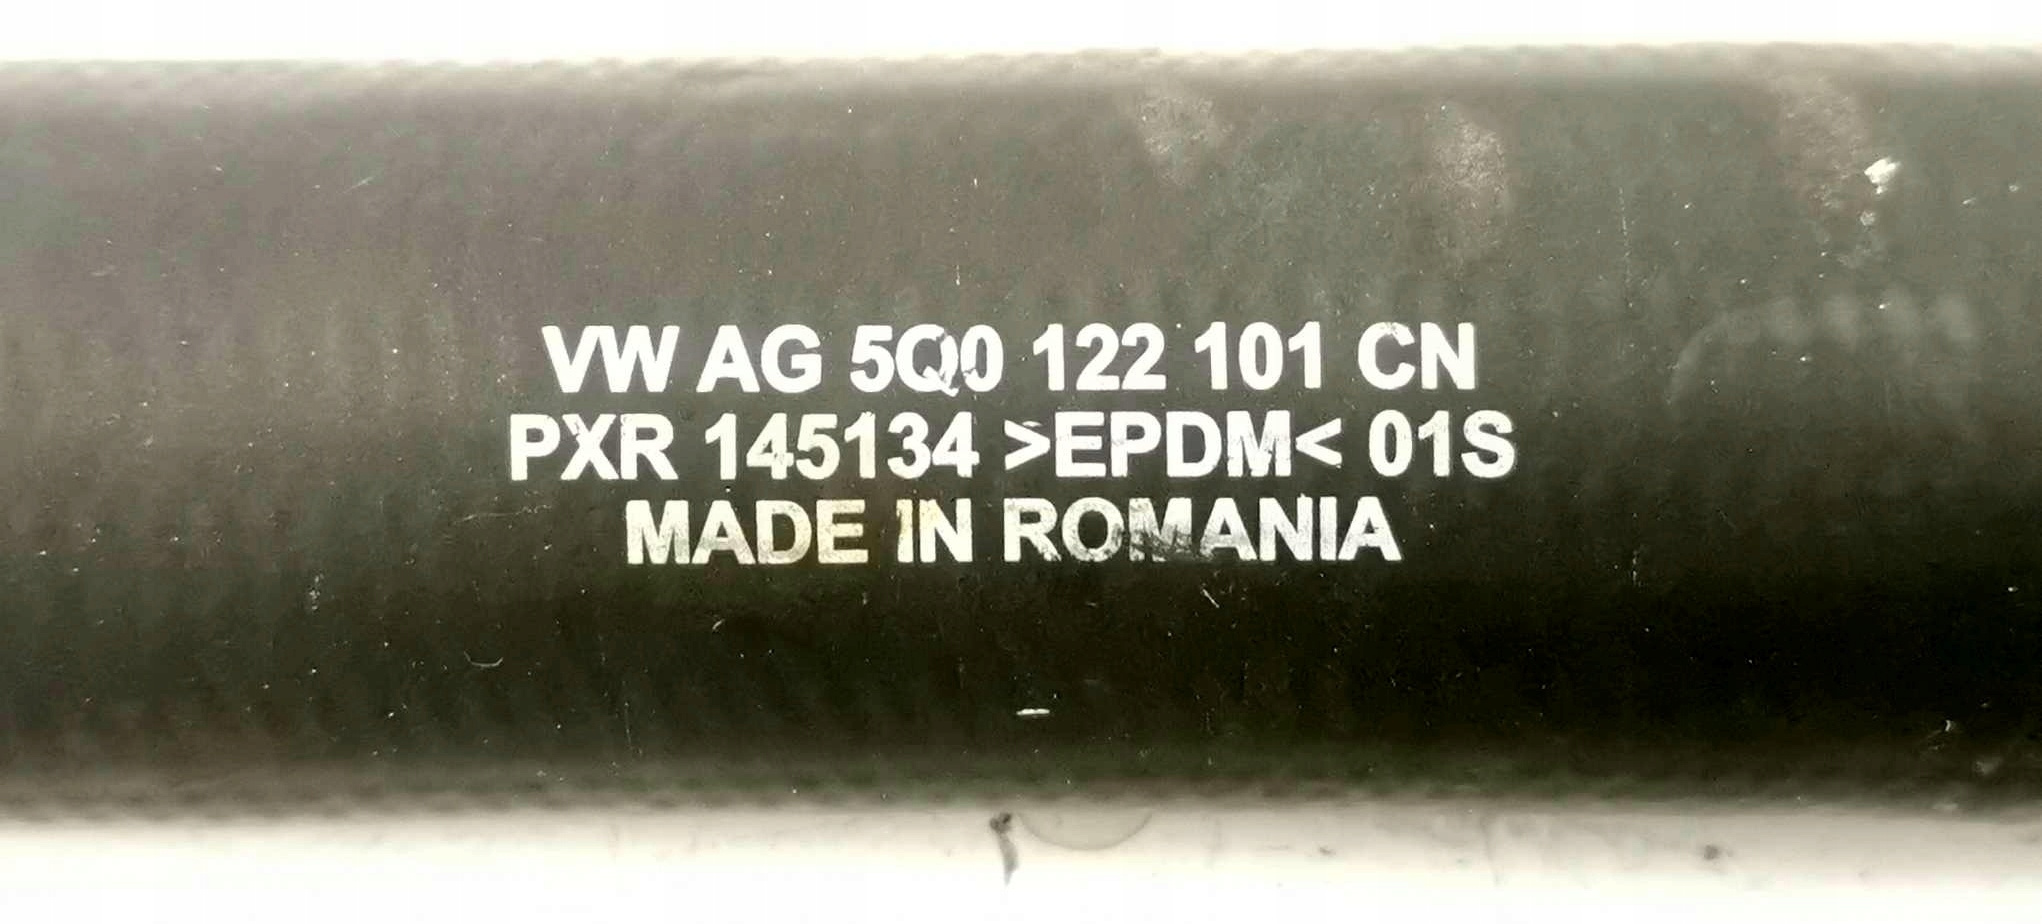 VW AG 5Q0 122 101 CN
PXR 145134 >EPDM< 01S
MADE IN ROMANIA